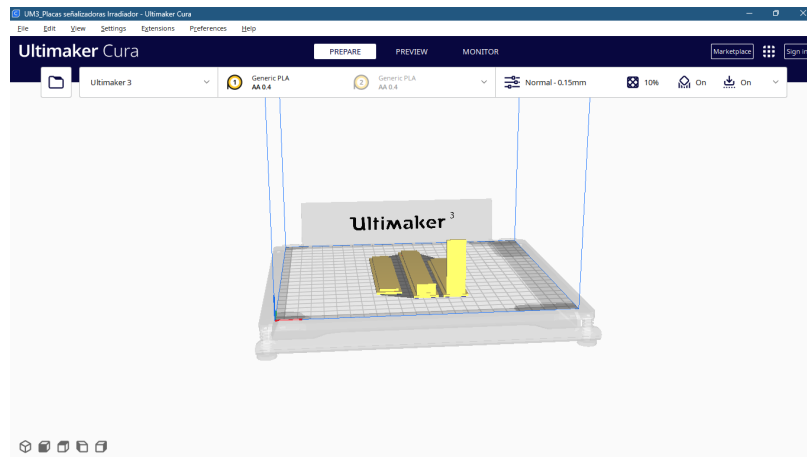 UM3_Placas señalizadoras Irradiador - Ultimaker Cura
File Edit View Settings Extensions Preferences Help
Ultimaker Cura PREPARE PREVIEW MONITOR Marketplace Sign in
Ultimaker 3 1 Generic PLA 2 Generic PLA Normal - 0.15mm 10% On On
AA 0.4 AA 0.4
Ultimaker 3